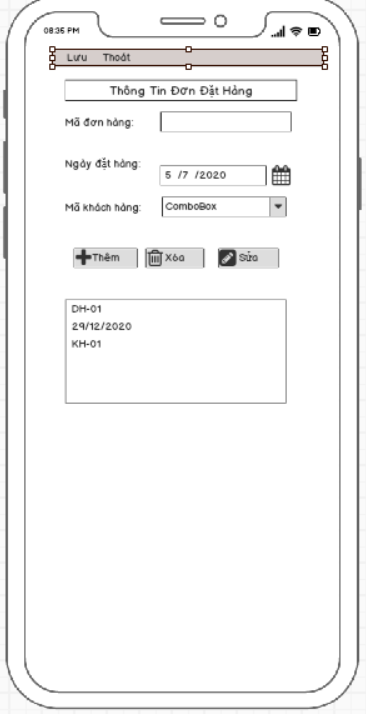 08:35 PM
Lưu Thoát
Thông Tin Đơn Đặt Hàng
Mã đơn hàng:
Ngày đặt hàng:
5 /7 /2020
Mã khách hàng:
ComboBox
Thêm Xóa Sửa
DH-01
29/12/2020
KH-01